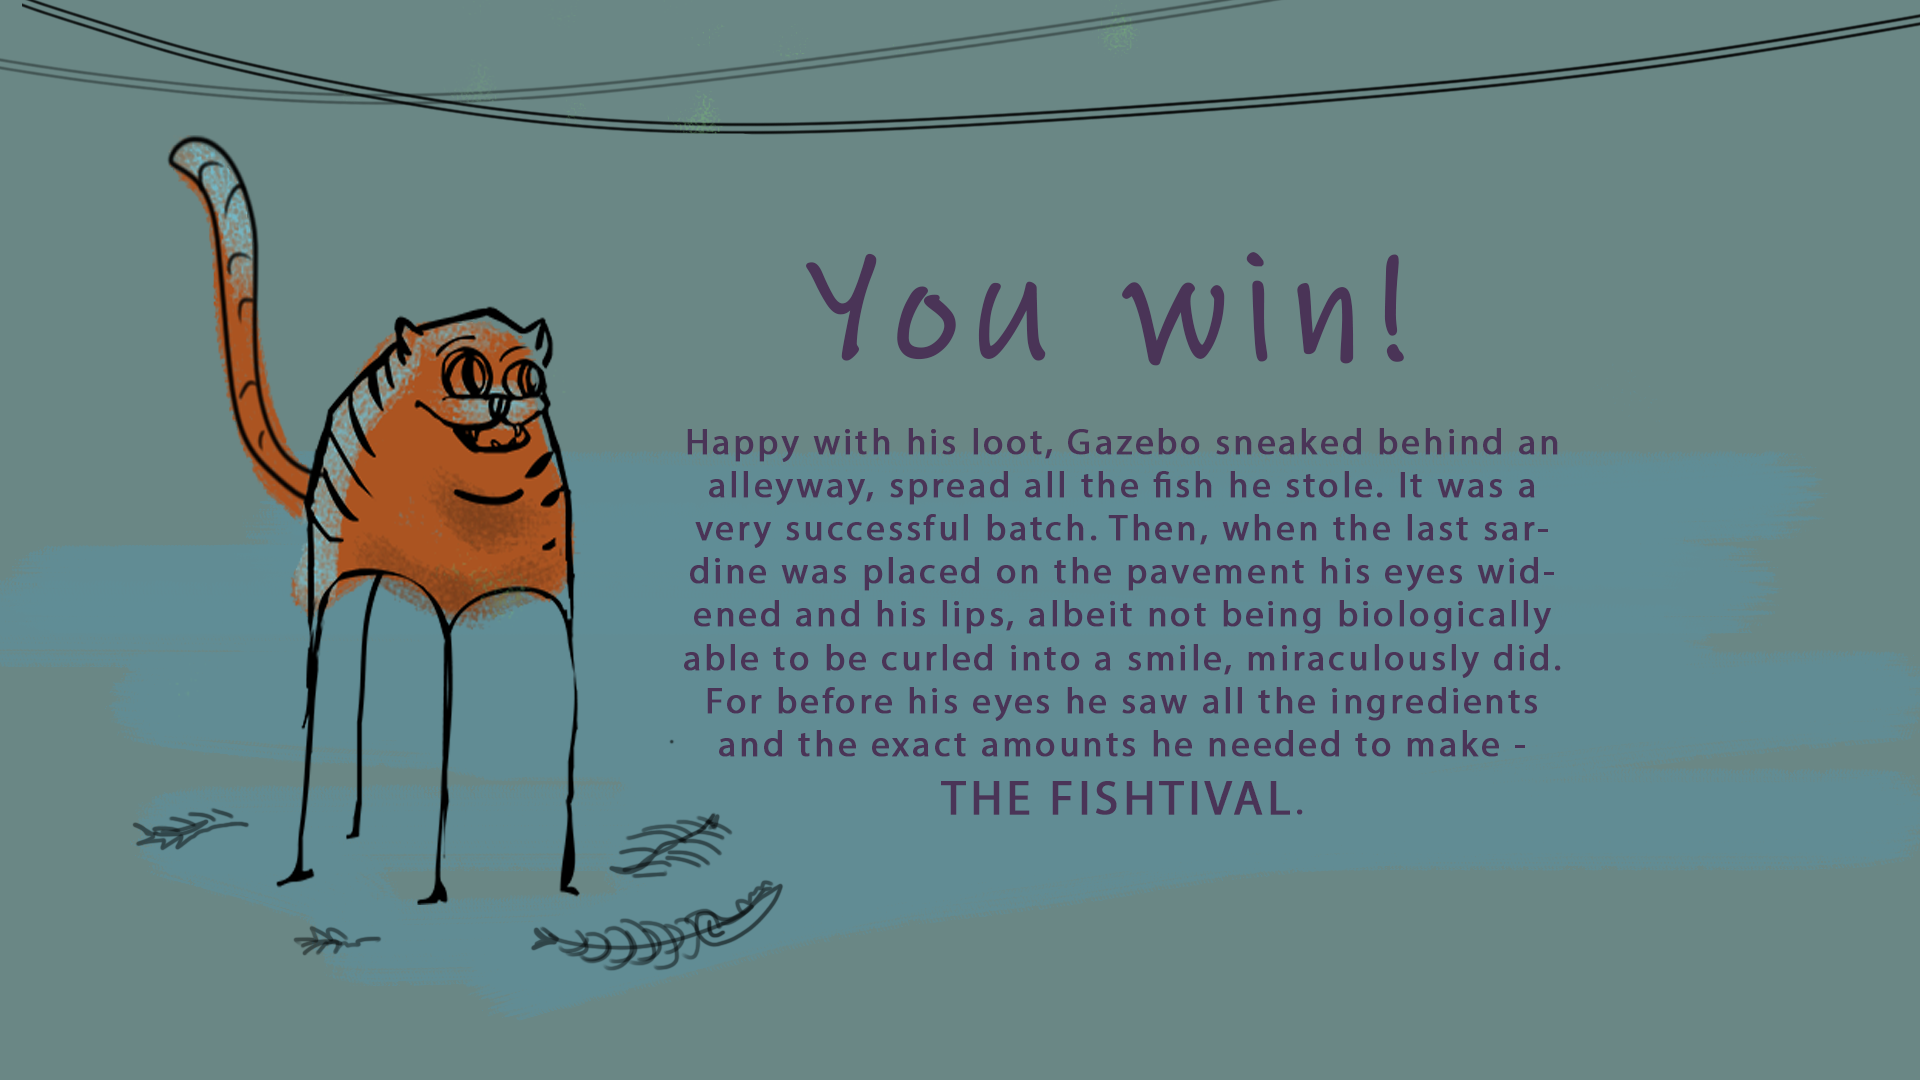 You win!
Happy with his loot, Gazebo sneaked behind an
alleyway, spread all the fish he stole. It was a
very successful batch. Then, when the last sar-
dine was placed on the pavement his eyes wid-
ened and his lips, albeit not being biologically
able to be curled into a smile, miraculously did.
For before his eyes he saw all the ingredients
and the exact amounts he needed to make -
THE FISHTIVAL.